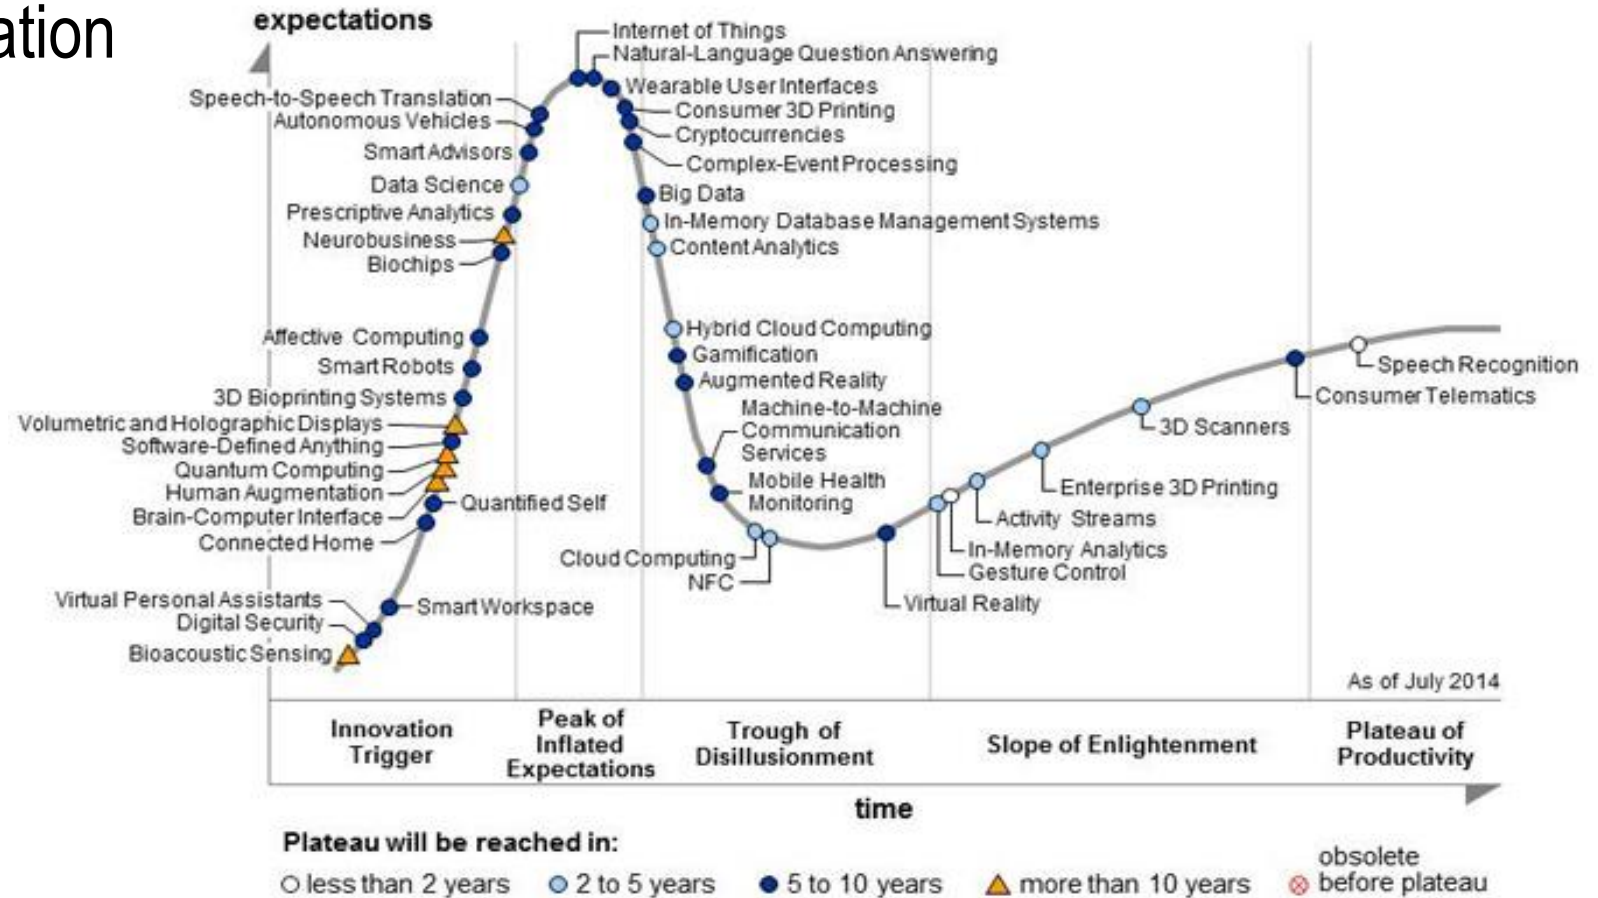 ation
expectations
Internet of Things
Natural-Language Question Answering
Wearable User Interfaces
Consumer 3D Printing
Cryptocurrencies
Complex-Event Processing
Speech-to-Speech Translation
Autonomous Vehicles
Smart Advisors
Data Science
Prescriptive Analytics
Neurobusiness
Biochips
Big Data
In-Memory Database Management Systems
Content Analytics
Affective Computing
Smart Robots
3D Bioprinting Systems
Volumetric and Holographic Displays
Software-Defined Anything
Quantum Computing
Human Augmentation
Brain-Computer Interface
Connected Home
Quantified Self
Virtual Personal Assistants
Digital Security
Bioacoustic Sensing
Smart Workspace
Hybrid Cloud Computing
Gamification
Augmented Reality
Machine-to-Machine
Communication
Services
Mobile Health
Monitoring
Cloud Computing
NFC
Virtual Reality
Gesture Control
In-Memory Analytics
Activity Streams
Enterprise 3D Printing
3D Scanners
Consumer Telematics
Speech Recognition
As of July 2014
Innovation
Trigger
Peak of
Inflated
Expectations
Trough of
Disillusionment
Slope of Enlightenment
Plateau of
Productivity
time
Plateau will be reached in:
less than 2 years
2 to 5 years
5 to 10 years
more than 10 years
obsolete
before plateau